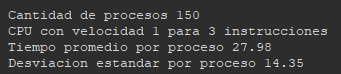 Cantidad de procesos 150
CPU con velocidad 1 para 3 instrucciones
Tiempo promedio por proceso 27.98
Desviacion estandar por proceso 14.35